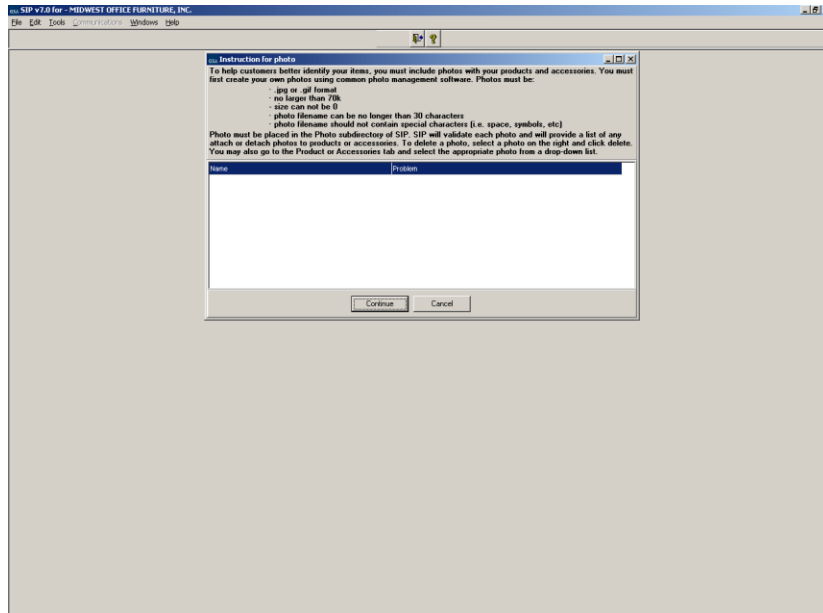 SIP v7.0 for - MIDWEST OFFICE FURNITURE, INC.
File Edit Tools Communications Windows Help
Instruction for photo
To help customers better identify your items, you must include photos with your products and accessories. You must
first create your own photos using common photo management software. Photos must be:
· .jpg or .gif format
· no larger than 70k
· size can not be 0
· photo filename can be no longer than 30 characters
· photo filename should not contain special characters (i.e. space, symbols, etc)
Photo must be placed in the Photo subdirectory of SIP. SIP will validate each photo and will provide a list of any
attach or detach photos to products or accessories. To delete a photo, select a photo on the right and click delete.
You may also go to the Product or Accessories tab and select the appropriate photo from a drop-down list.
Name Problem
Continue Cancel